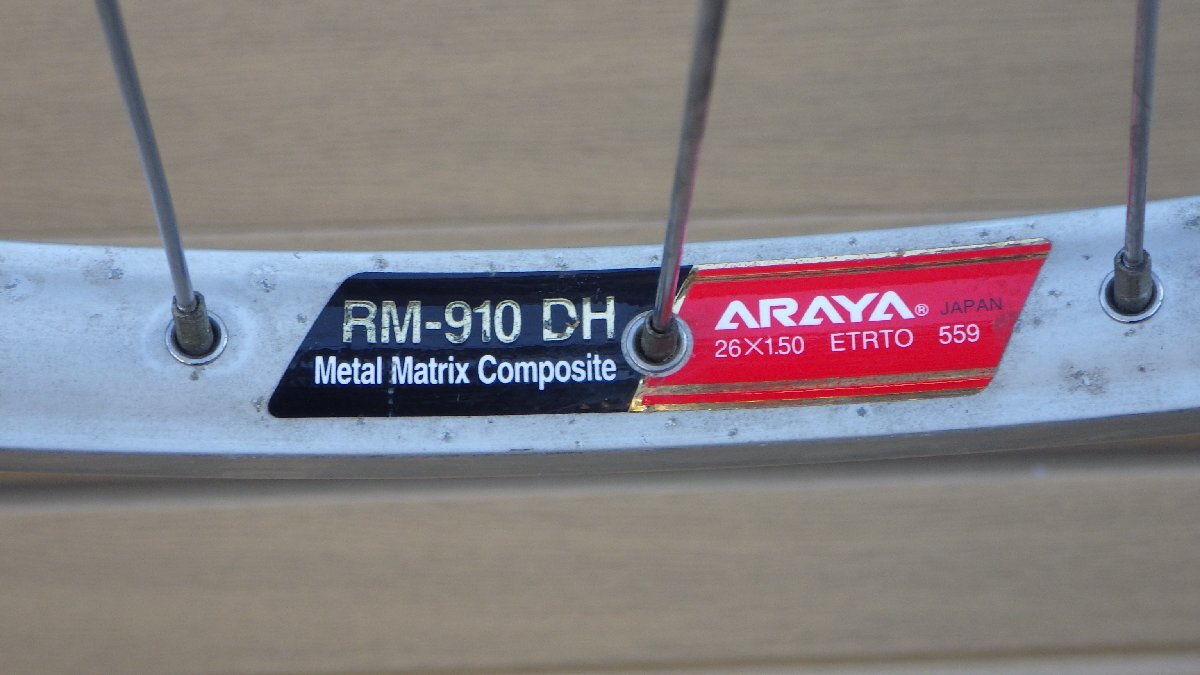 RM-910 DH
Metal Matrix Composite
ARAYA® JAPAN
26×1.50 ETRTO 559